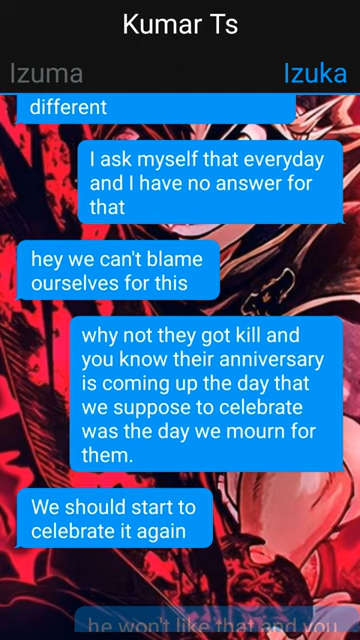 Kumar Ts
Izuma
Izuka
different
I ask myself that everyday
and I have no answer for
that
hey we can't blame
ourselves for this
why not they got kill and
you know their anniversary
is coming up the day that
we suppose to celebrate
was the day we mourn for
them.
We should start to
celebrate it again
he won't like that and you